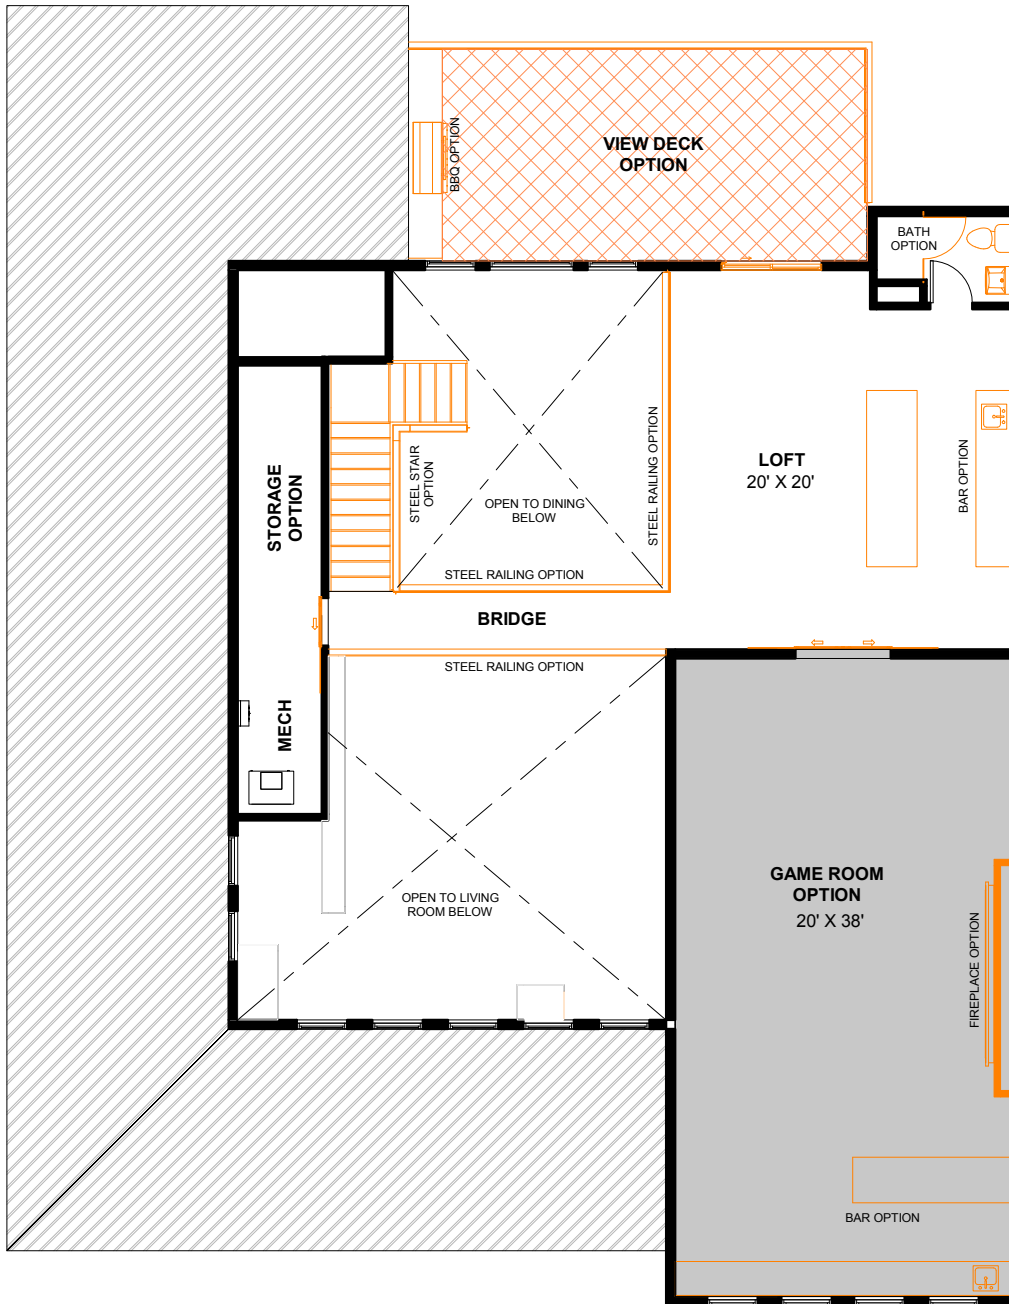 VIEW DECK
OPTION
BBQ OPTION
BATH
OPTION
STORAGE
OPTION
STEEL STAIR
OPTION
OPEN TO DINING
BELOW
STEEL RAILING OPTION
LOFT
20' X 20'
BAR OPTION
STEEL RAILING OPTION
BRIDGE
STEEL RAILING OPTION
MECH
OPEN TO LIVING
ROOM BELOW
GAME ROOM
OPTION
20' X 38'
FIREPLACE OPTION
BAR OPTION